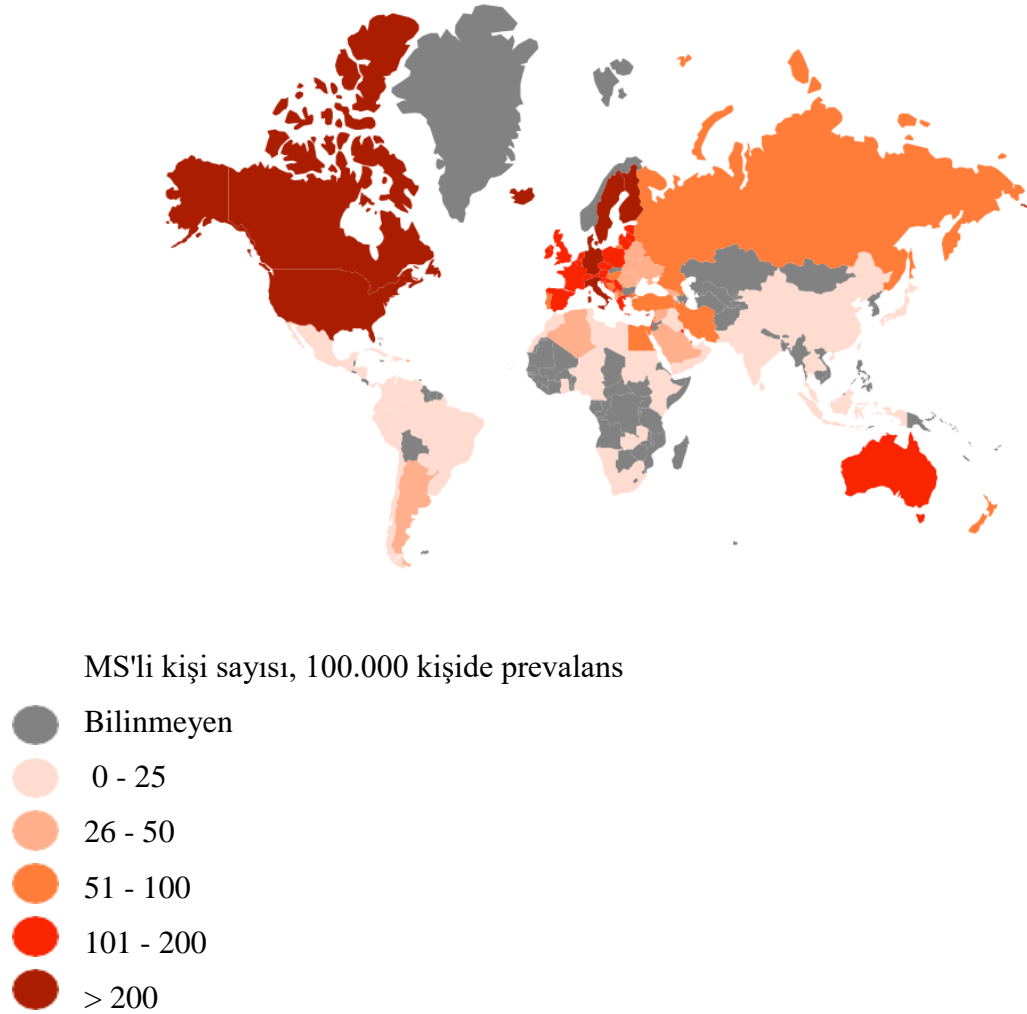 MS'li kişi sayısı, 100.000 kişide prevalans
Bilinmeyen
0 - 25
26 - 50
51 - 100
101 - 200
> 200